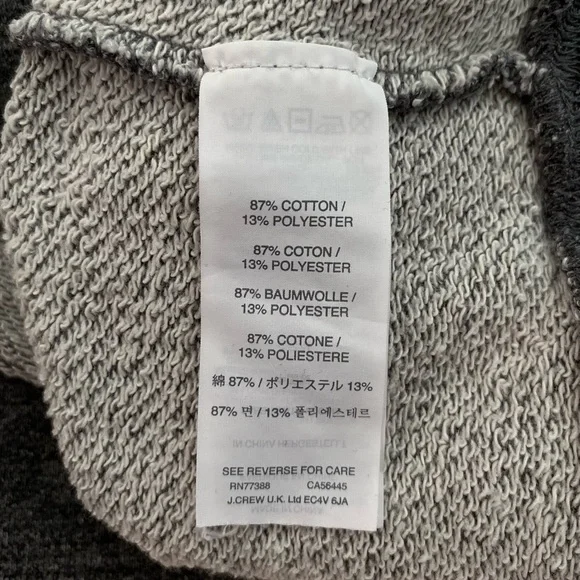 87% COTTON /
13% POLYESTER
87% COTON /
13% POLYESTER
87% BAUMWOLLE /
13% POLYESTER
87% COTONE /
13% POLIESTERE
綿 87% / ポリエステル 13%
87% 면 / 13% 폴리에스테르
SEE REVERSE FOR CARE
RN77388 CA56445
J.CREW U.K. Ltd EC4V 6JA